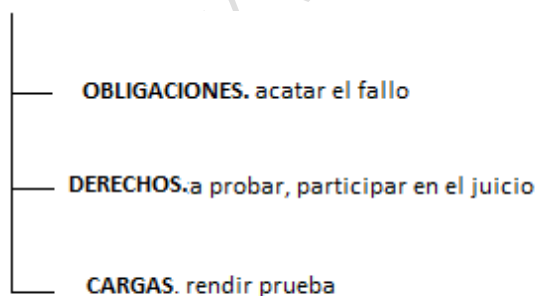 OBLIGACIONES. acatar el fallo
DERECHOS.a probar, participar en el juicio
CARGAS. rendir prueba